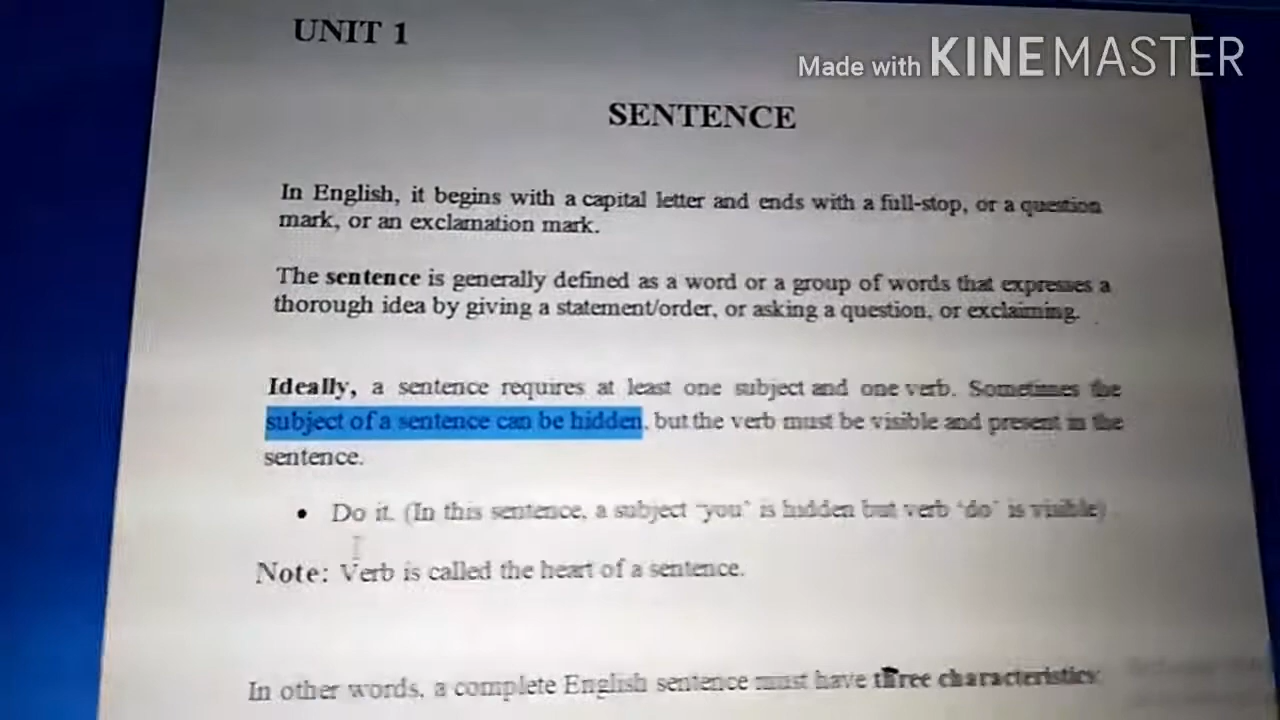 UNIT 1
Made with KINEMASTER
SENTENCE
In English, it begins with a capital letter and ends with a full-stop, or a question
mark, or an exclamation mark.
The sentence is generally defined as a word or a group of words that expresses a
thorough idea by giving a statement/order, or asking a question, or exclaiming.
Ideally, a sentence requires at least one subject and one verb. Sometimes the
subject of a sentence can be hidden, but the verb must be visible and present in the
sentence.
• Do it. (In this sentence, a subject 'you' is hidden but verb 'do' is visible)
Note: Verb is called the heart of a sentence.
In other words, a complete English sentence must have three characteristics: